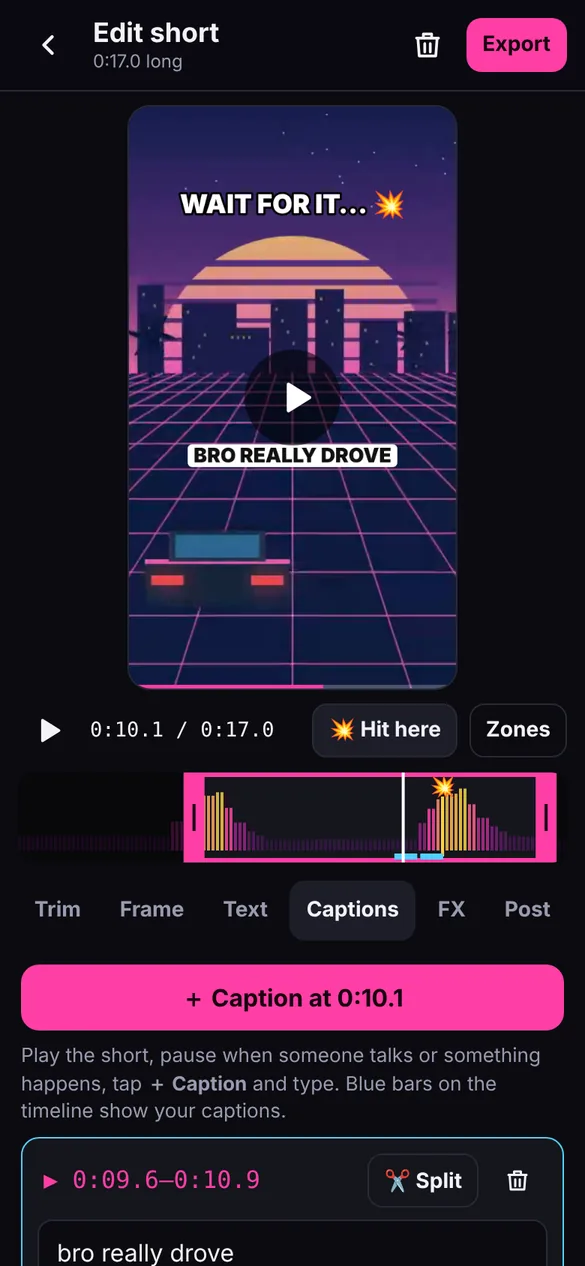 Edit short
0:17.0 long
Export
WAIT FOR IT... 💥
BRO REALLY DROVE
0:10.1 / 0:17.0
💥 Hit here
Zones
💥
Trim
Frame
Text
Captions
FX
Post
+ Caption at 0:10.1
Play the short, pause when someone talks or something
happens, tap + Caption and type. Blue bars on the
timeline show your captions.
▶ 0:09.6–0:10.9
✂️ Split
bro really drove